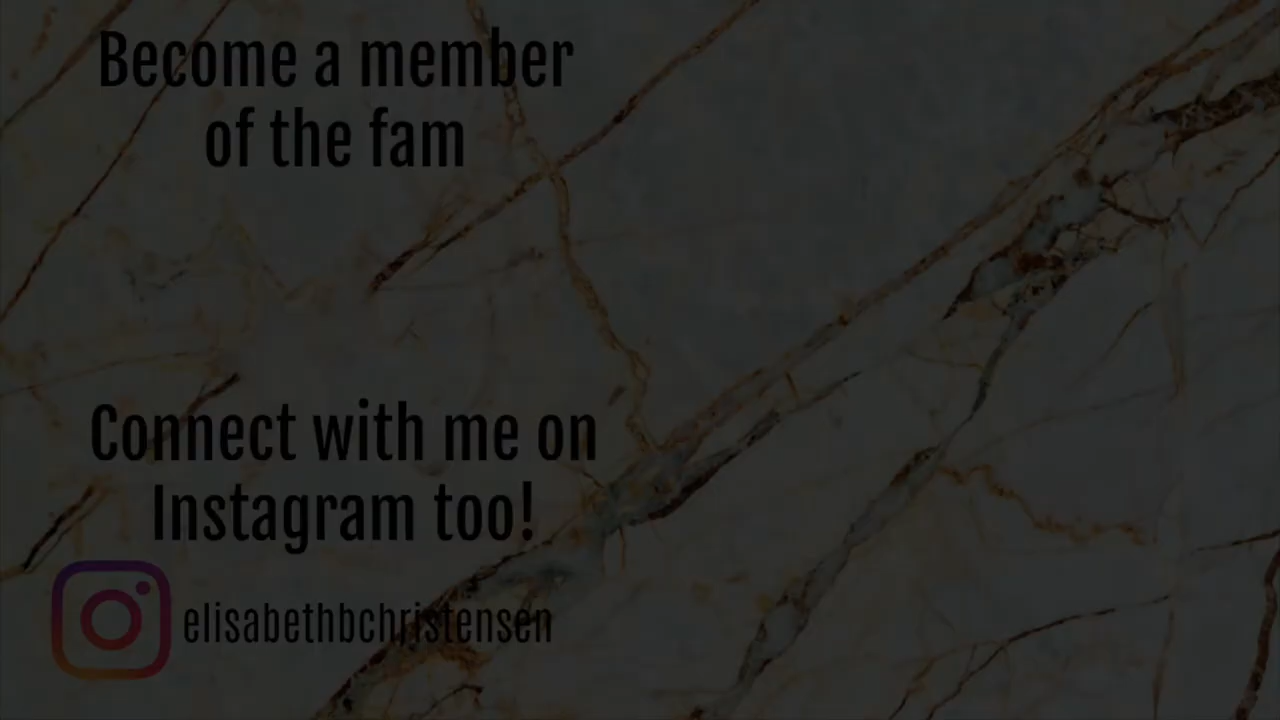 Become a member
of the fam
Connect with me on
Instagram too!
elisabethbchristensen